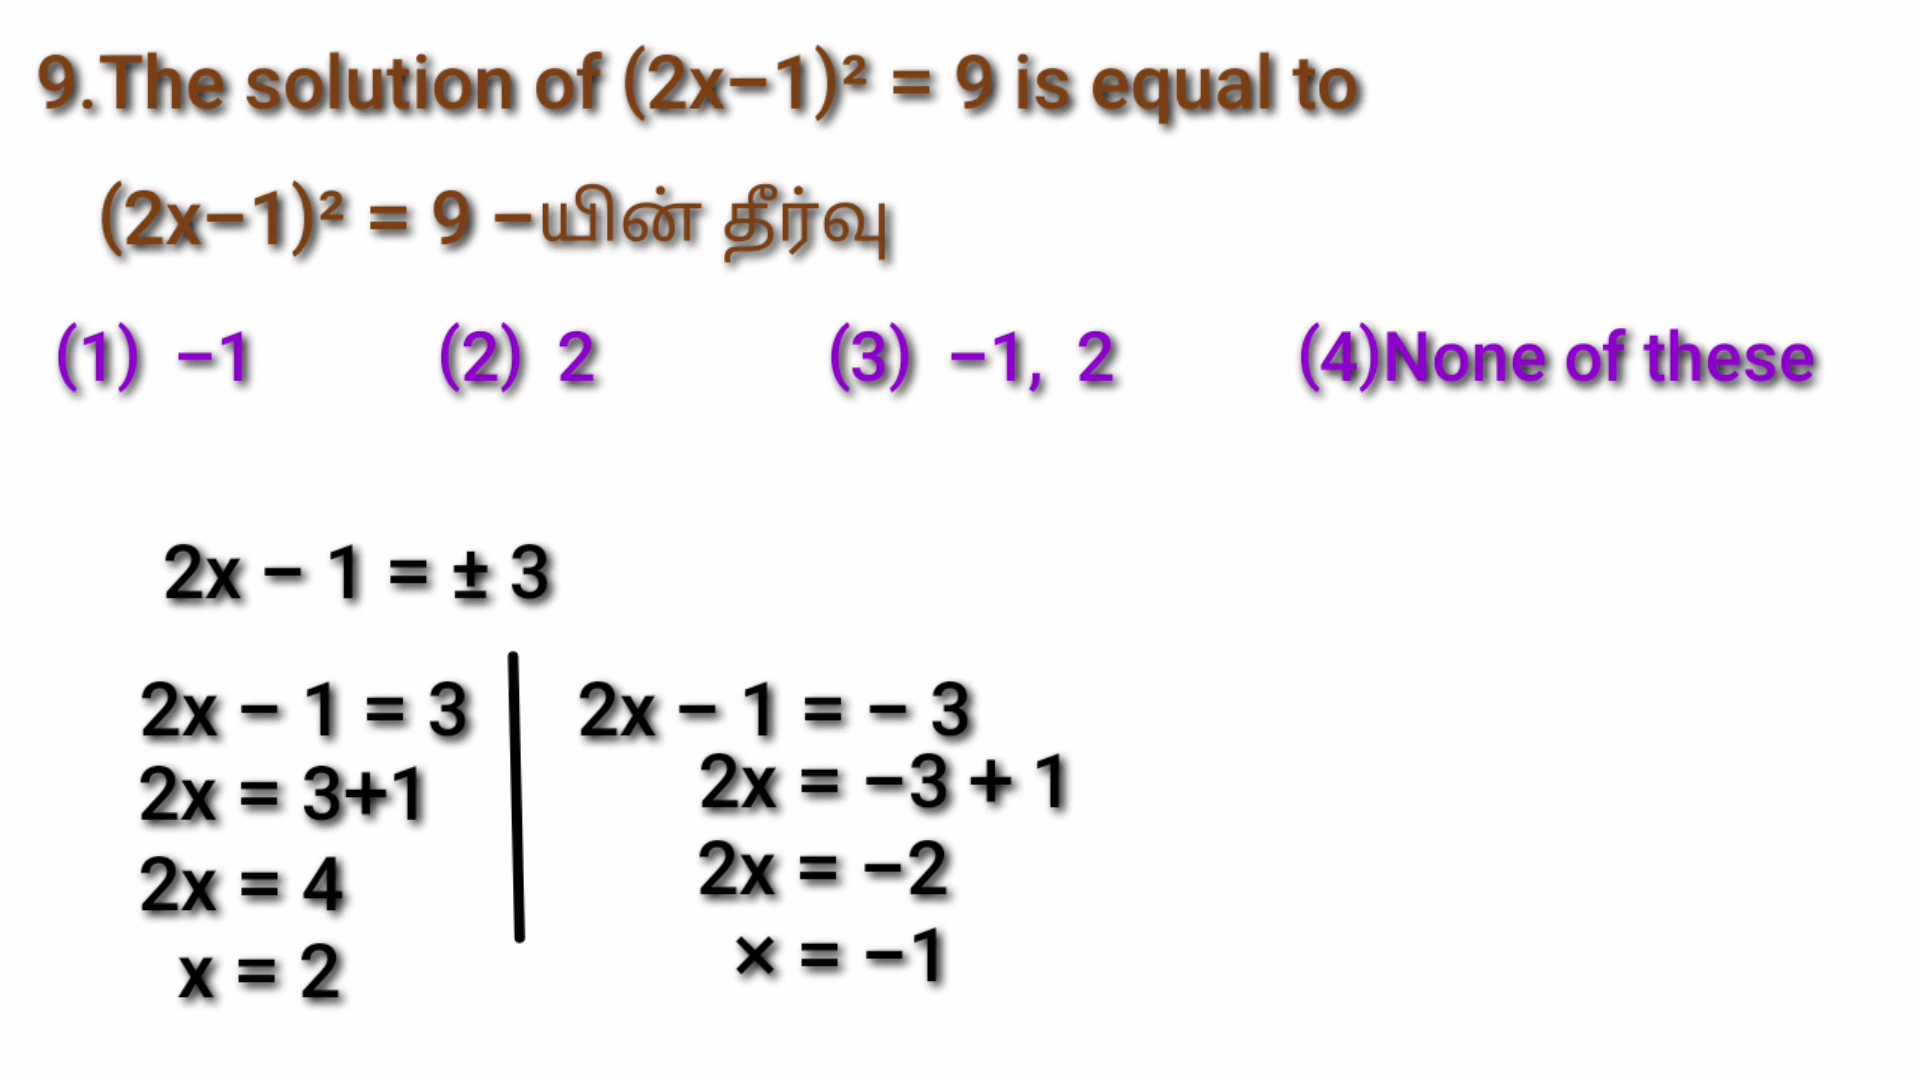 9.The solution of (2x−1)² = 9 is equal to
(2x−1)² = 9 −யின் தீர்வு
(1) −1 (2) 2 (3) −1, 2 (4)None of these
2x − 1 = ± 3
2x − 1 = 3
2x = 3+1
2x = 4
x = 2
2x − 1 = − 3
2x = −3 + 1
2x = −2
× = −1